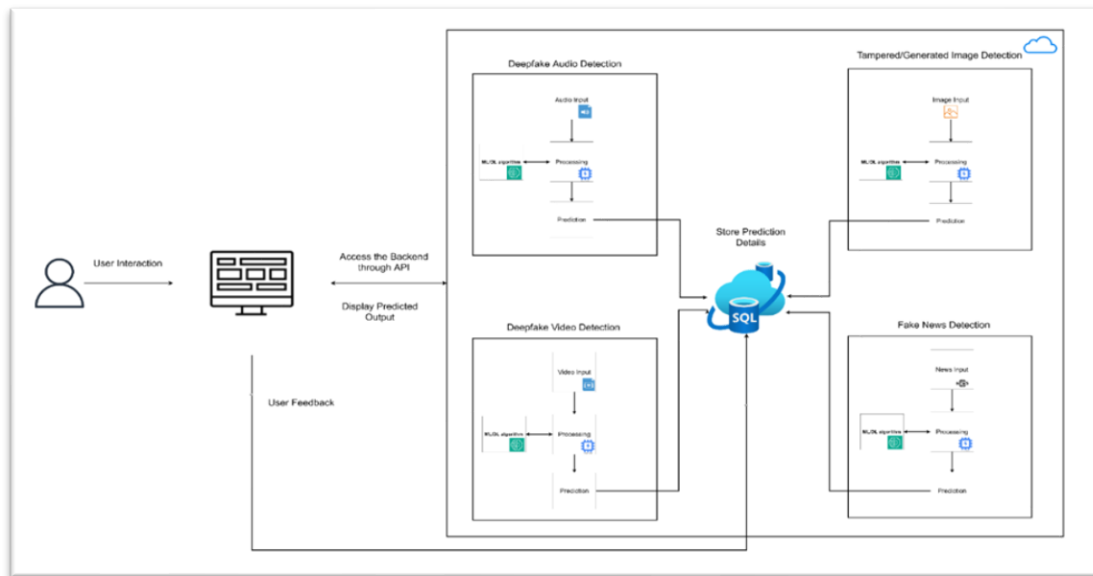 Deepfake Audio Detection
Audio Input
ML/DL algorithm
Processing
Prediction
Tampered/Generated Image Detection
Image Input
ML/DL algorithm
Processing
Prediction
User Interaction
Access the Backend
through API
Display Predicted
Output
Store Prediction
Details
SQL
Deepfake Video Detection
Video Input
ML/DL algorithm
Processing
Prediction
Fake News Detection
News Input
ML/DL algorithm
Processing
Prediction
User Feedback